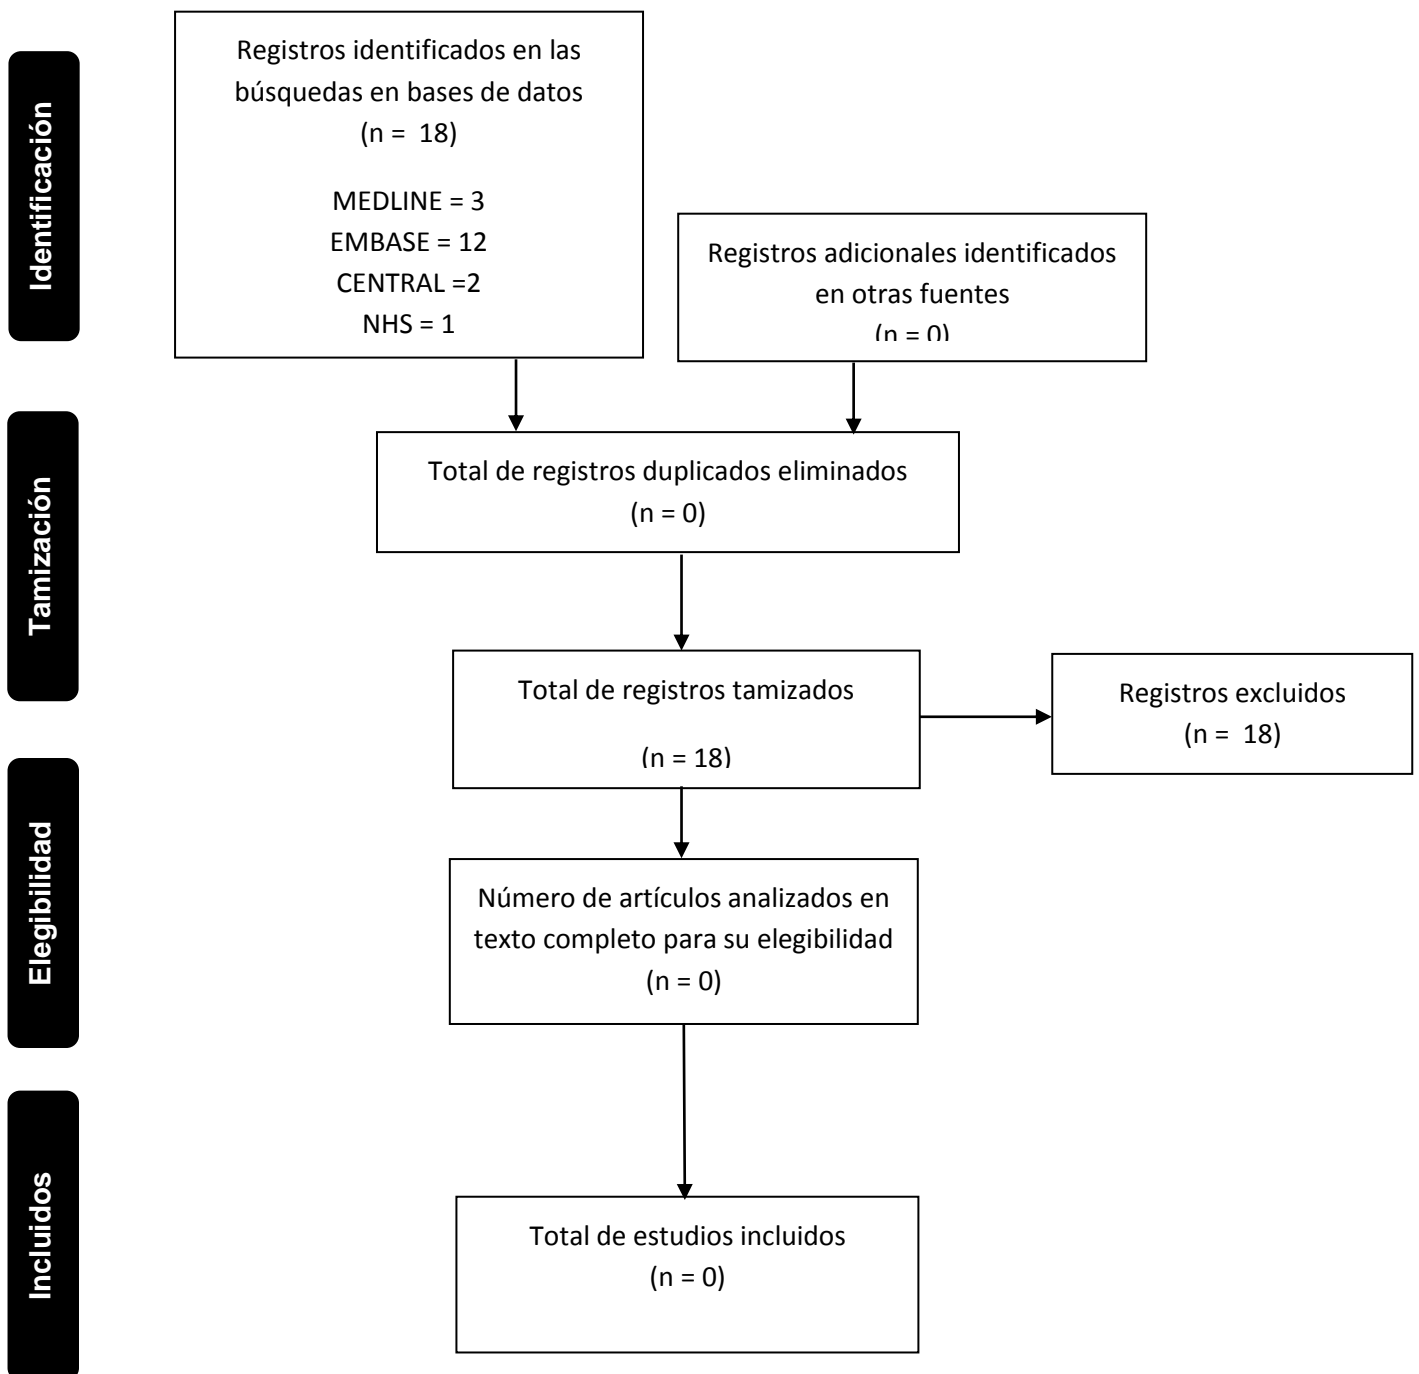 Identificación
Registros identificados en las
búsquedas en bases de datos
(n = 18)
MEDLINE = 3
EMBASE = 12
CENTRAL =2
NHS = 1
Registros adicionales identificados
en otras fuentes
(n = 0)
Tamización
Total de registros duplicados eliminados
(n = 0)
Total de registros tamizados
(n = 18)
Registros excluidos
(n = 18)
Elegibilidad
Número de artículos analizados en
texto completo para su elegibilidad
(n = 0)
Incluidos
Total de estudios incluidos
(n = 0)